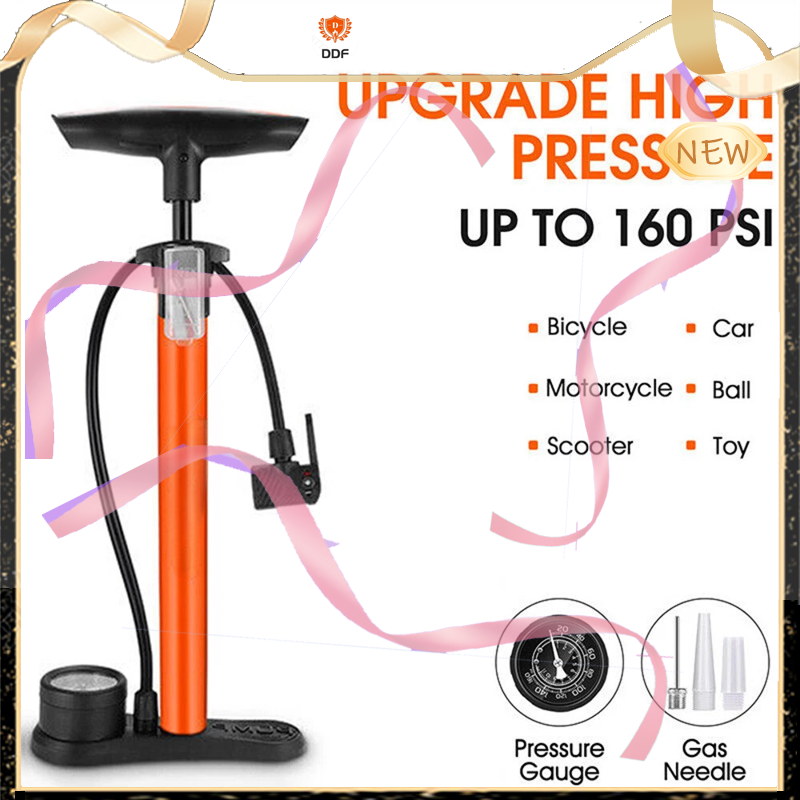 DDF
UPGRADE HIGH
PRESS E
NEW
UP TO 160 PSI
Bicycle
Car
Motorcycle
Ball
Scooter
Toy
PUMP
Pressure
Gauge
Gas
Needle